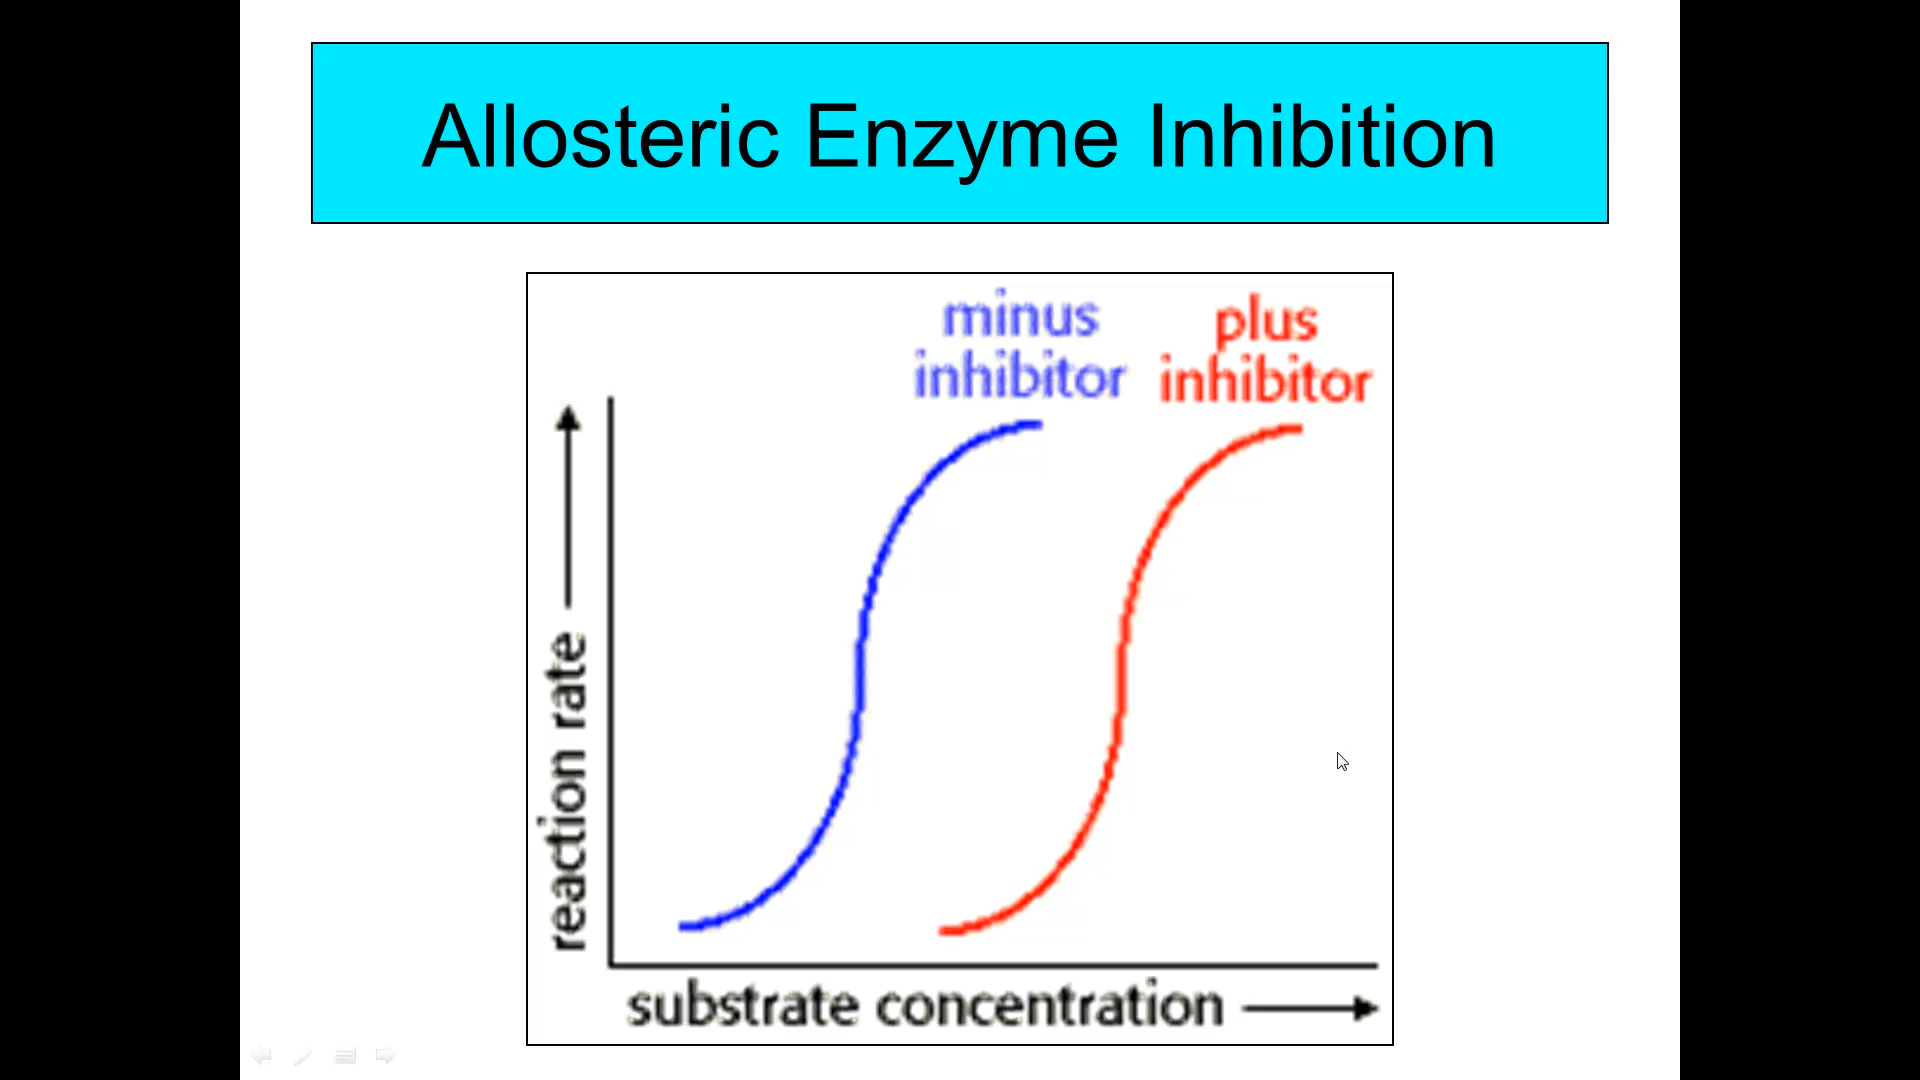 Allosteric Enzyme Inhibition
minus
inhibitor
plus
inhibitor
reaction rate
substrate concentration